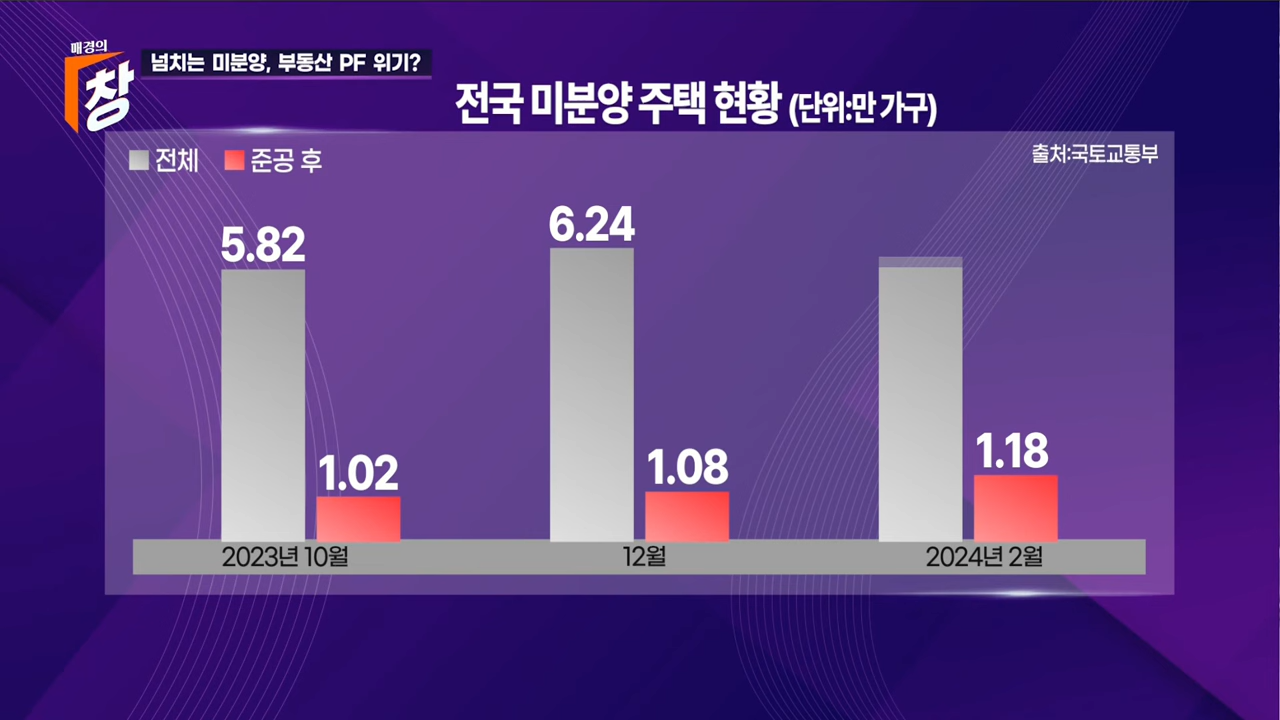 매경의
창
넘치는 미분양, 부동산 PF 위기?
전국 미분양 주택 현황 (단위:만 가구)
전체 준공 후
출처:국토교통부
5.82 1.02 6.24 1.08 1.18
2023년 10월 12월 2024년 2월